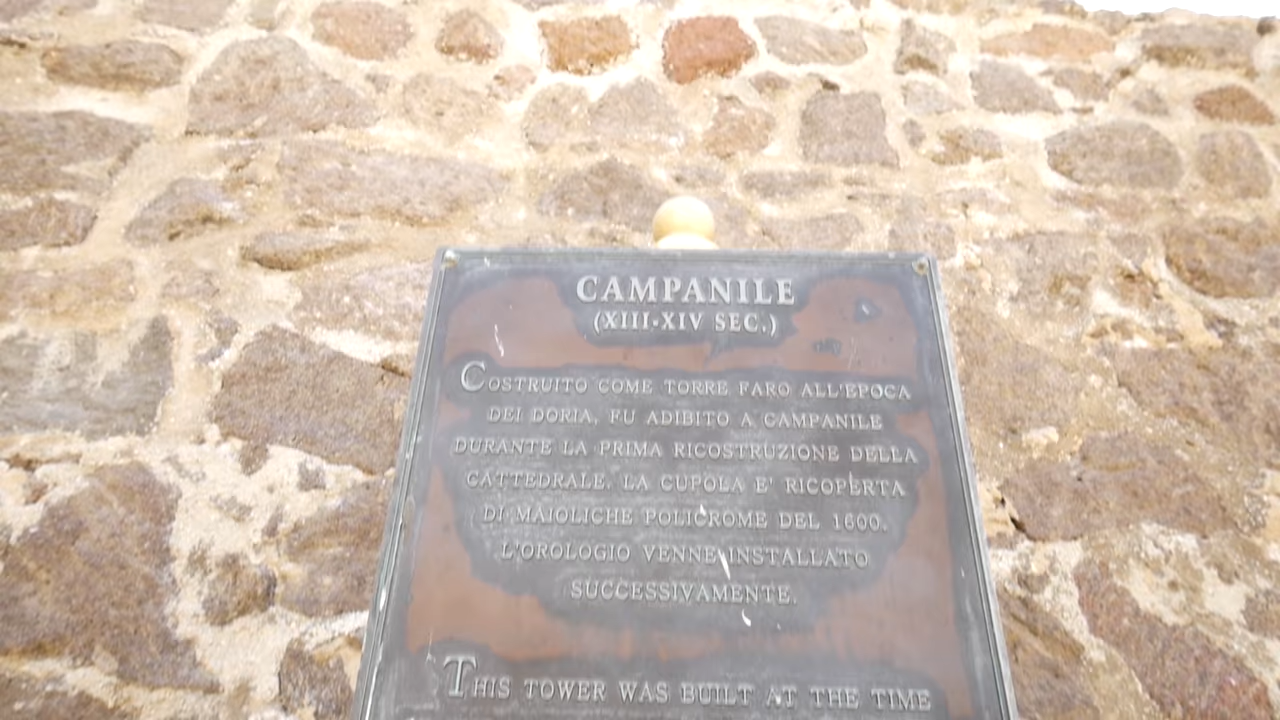 CAMPANILE
(XIII-XIV SEC.)
COSTRUITO COME TORRE FARO ALL'EPOCA
DEI DORIA, FU ADIBITO A CAMPANILE
DURANTE LA PRIMA RICOSTRUZIONE DELLA
CATTEDRALE. LA CUPOLA E' RICOPERTA
DI MAIOLICHE POLICROME DEL 1600.
L'OROLOGIO VENNE INSTALLATO
SUCCESSIVAMENTE.
THIS TOWER WAS BUILT AT THE TIME